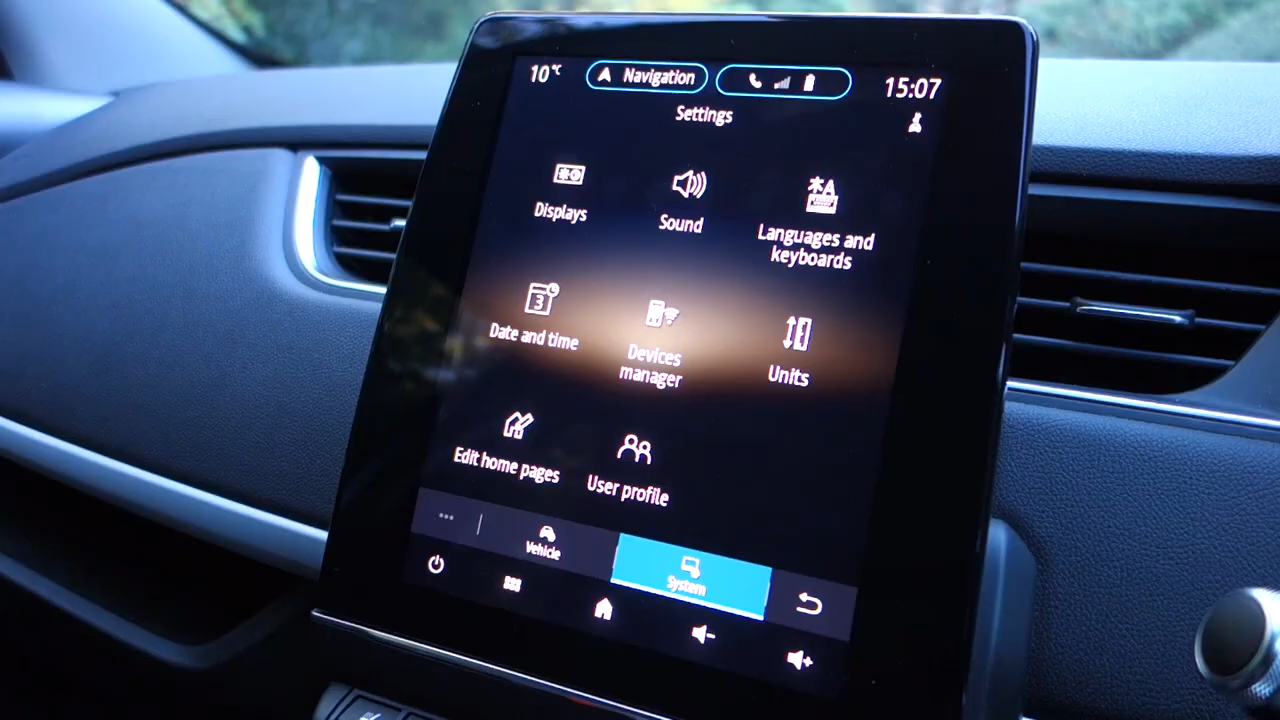 10°C Navigation 15:07
Settings
Displays
Sound
Languages and
keyboards
Date and time
3
Devices
manager
Units
Edit home pages
User profile
Vehicle
System